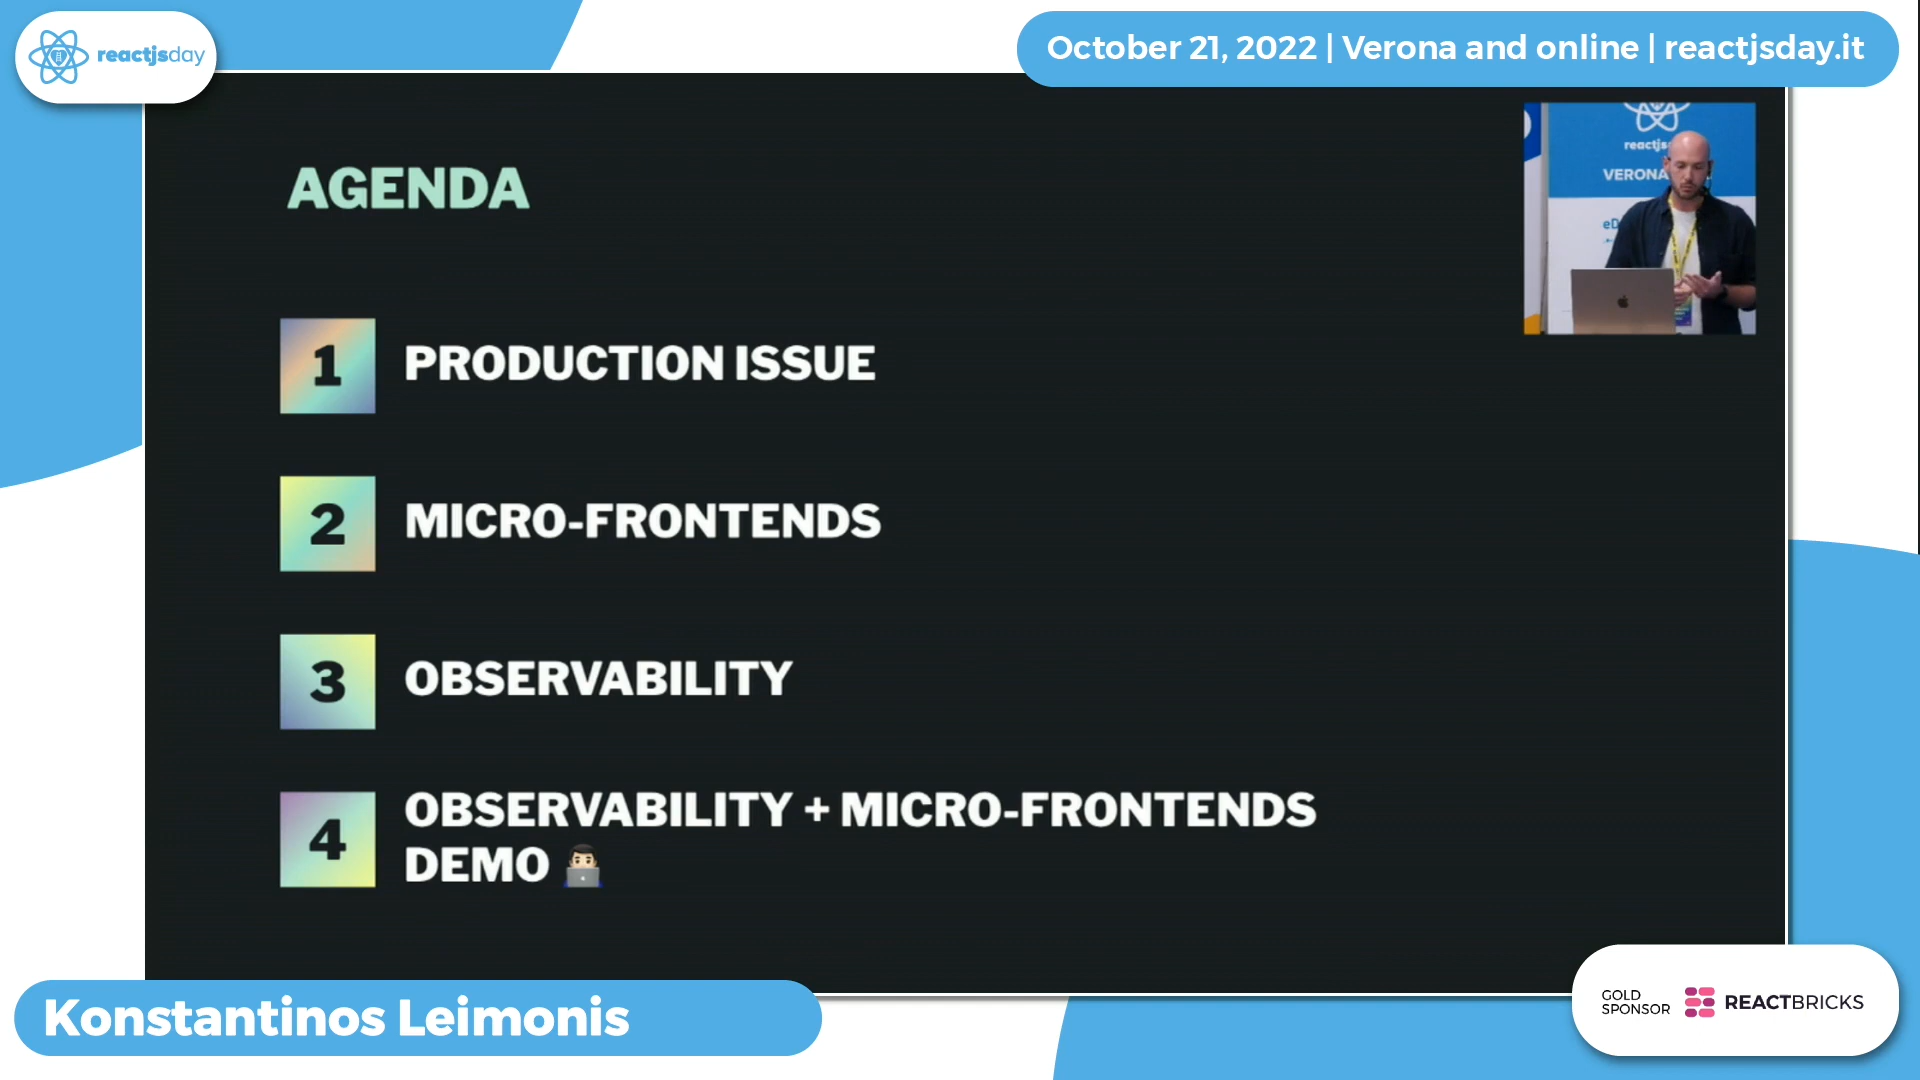 reactjsday
October 21, 2022 | Verona and online | reactjsday.it
AGENDA
reactjs
VERONA
1 PRODUCTION ISSUE
2 MICRO-FRONTENDS
3 OBSERVABILITY
4 OBSERVABILITY + MICRO-FRONTENDS
DEMO
Konstantinos Leimonis
GOLD
SPONSOR
REACTBRICKS